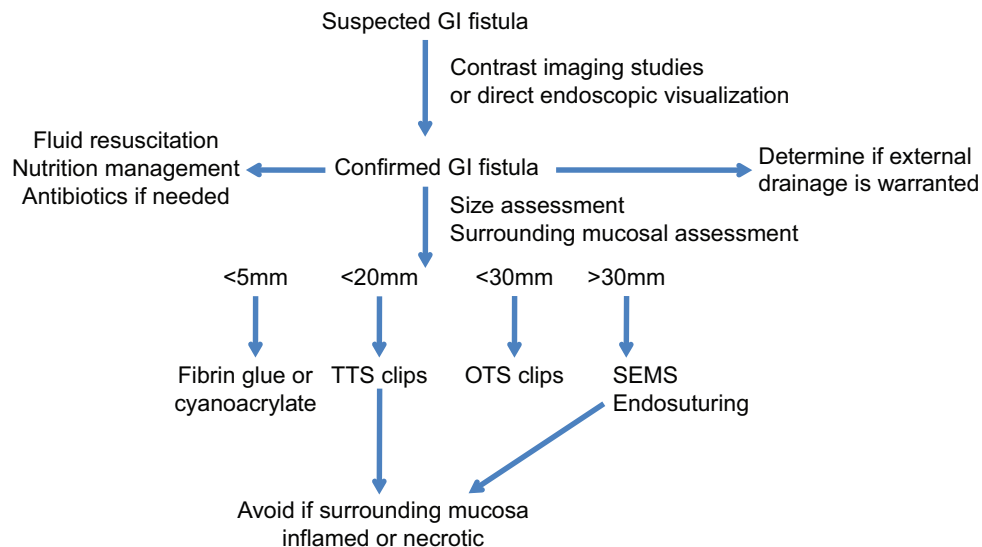 Suspected GI fistula
Contrast imaging studies
or direct endoscopic visualization
Fluid resuscitation
Nutrition management
Antibiotics if needed
Confirmed GI fistula
Determine if external
drainage is warranted
Size assessment
Surrounding mucosal assessment
<5mm
<20mm
<30mm
>30mm
Fibrin glue or
cyanoacrylate
TTS clips
OTS clips
SEMS
Endosuturing
Avoid if surrounding mucosa
inflamed or necrotic